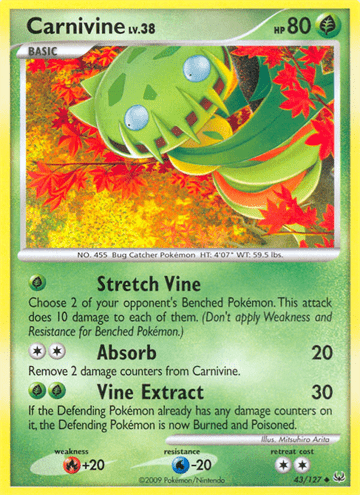 Carnivine LV.38 HP 80
BASIC
NO. 455 Bug Catcher Pokémon HT: 4'07" WT: 59.5 lbs.
Stretch Vine
Choose 2 of your opponent's Benched Pokémon. This attack
does 10 damage to each of them. (Don't apply Weakness and
Resistance for Benched Pokémon.)
Absorb 20
Remove 2 damage counters from Carnivine.
Vine Extract 30
If the Defending Pokémon already has any damage counters on
it, the Defending Pokémon is now Burned and Poisoned.
Illus. Mitsuhiro Arita
weakness resistance retreat cost
+20 -20
©2009 Pokémon 43/127